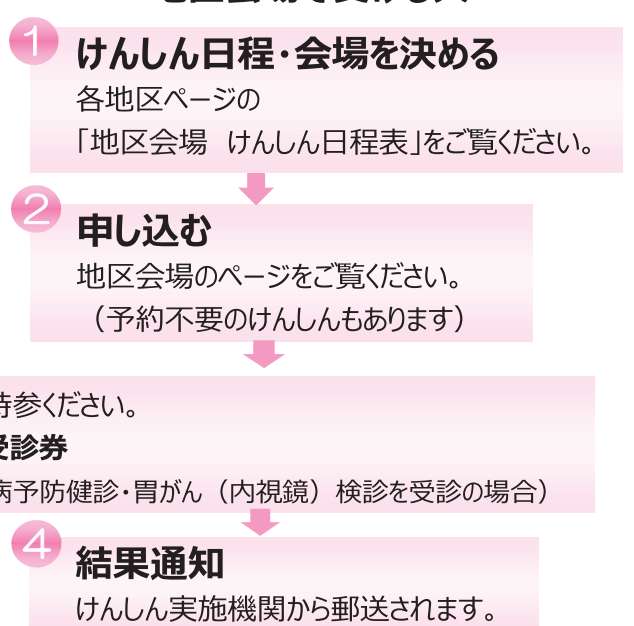 ①
けんしん日程・会場を決める
各地区ページの
「地区会場　けんしん日程表」をご覧ください。
②
申し込む
地区会場のページをご覧ください。
（予約不要のけんしんもあります）
参ください。
診券
予防健診・胃がん（内視鏡）検診を受診の場合）
④
結果通知
けんしん実施機関から郵送されます。